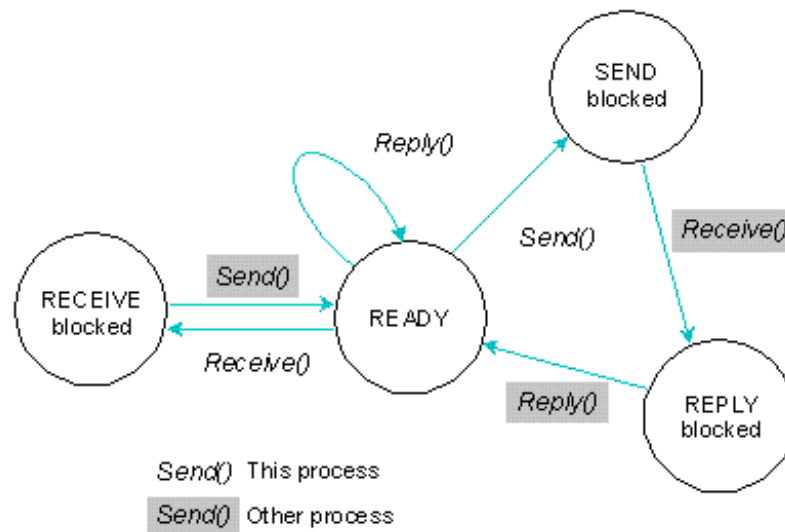 SEND
blocked
Reply()
Send()
Receive()
Send()
RECEIVE
blocked
READY
Receive()
Reply()
REPLY
blocked
Send() This process
Send() Other process